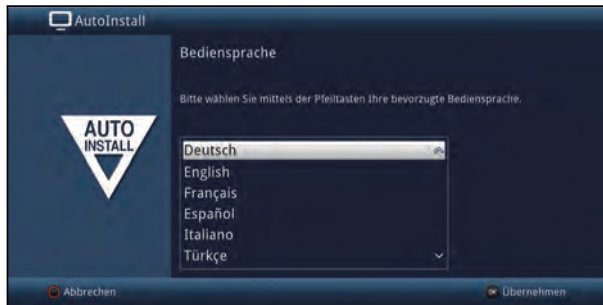 AutoInstall
Bediensprache
Bitte wählen Sie mittels der Pfeiltasten Ihre bevorzugte Bediensprache.
AUTO
INSTALL
Deutsch
English
Français
Español
Italiano
Türkçe
Abbrechen
OK Übernehmen